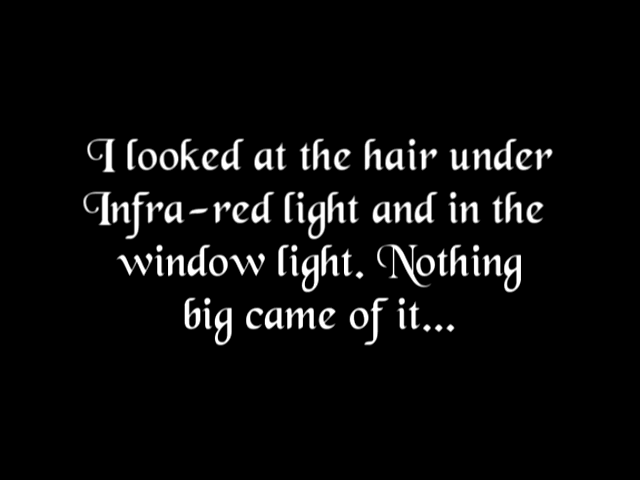 I looked at the hair under
Infra-red light and in the
window light. Nothing
big came of it...